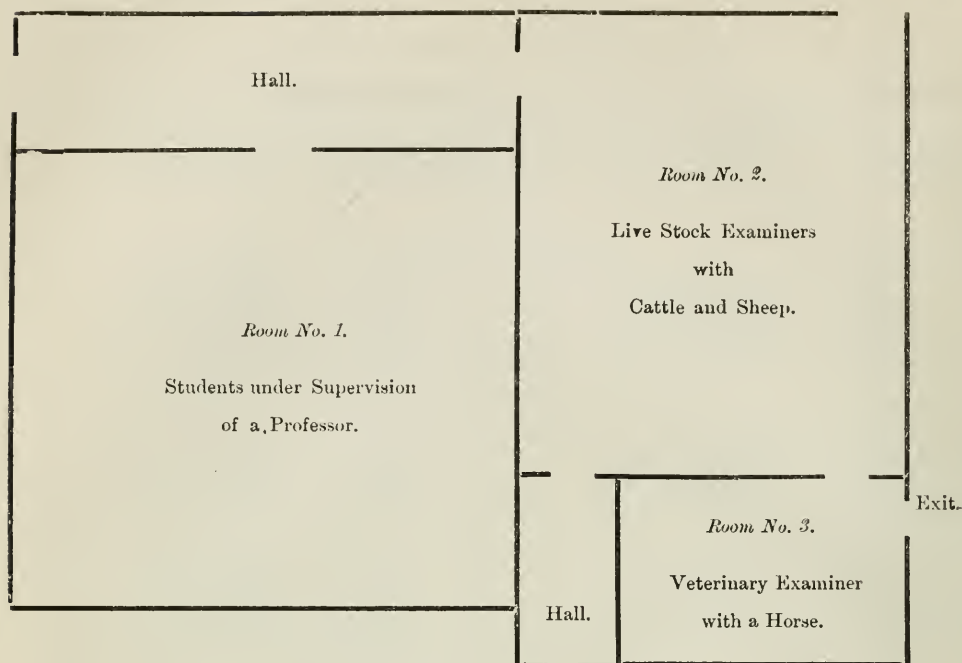 Hall.
Room No. 1.
Students under Supervision
of a Professor.
Room No. 2.
Live Stock Examiners
with
Cattle and Sheep.
Exit.
Room No. 3.
Veterinary Examiner
with a Horse.
Hall.